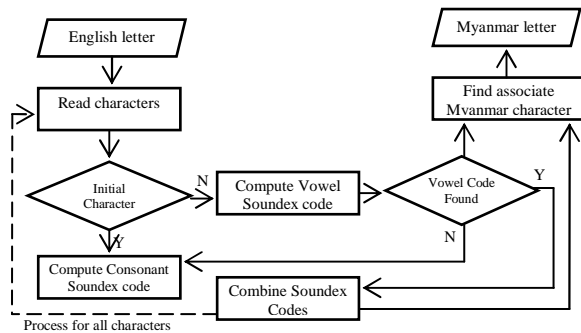 English letter
Myanmar letter
Read characters
Find associate
Myanmar character
Initial
Character
N
Compute Vowel
Soundex code
Vowel Code
Found
Y
N
Y
Compute Consonant
Soundex code
Combine Soundex
Codes
Process for all characters